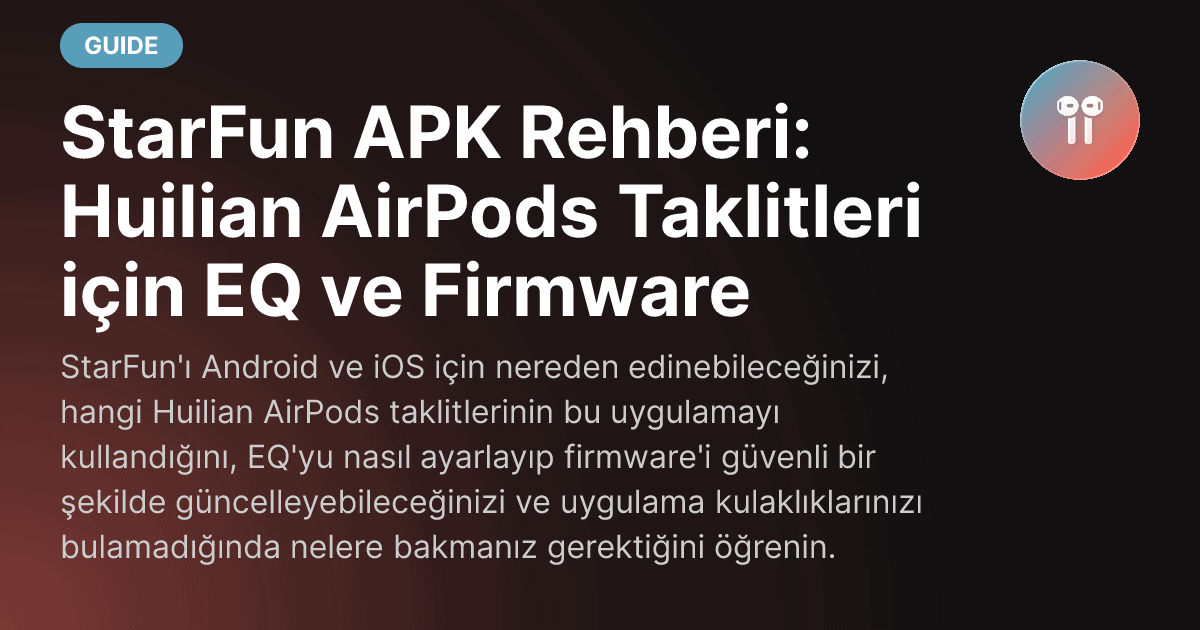 GUIDE
StarFun APK Rehberi:
Huilian AirPods Taklitleri
için EQ ve Firmware
StarFun'ı Android ve iOS için nereden edinebileceğinizi,
hangi Huilian AirPods taklitlerinin bu uygulamayı
kullandığını, EQ'yu nasıl ayarlayıp firmware'i güvenli bir
şekilde güncelleyebileceğinizi ve uygulama kulaklıklarınızı
bulamadığında nelere bakmanız gerektiğini öğrenin.